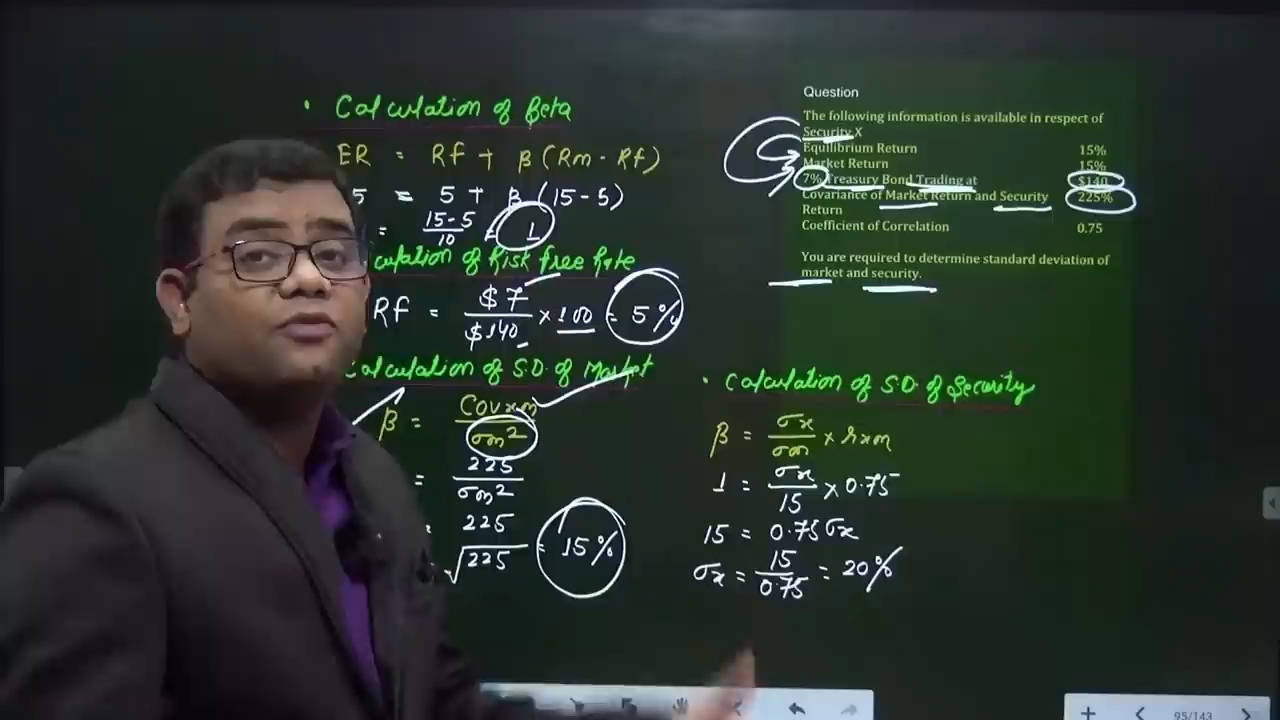 • Calculation of Beta
ER = Rf + β (Rm - Rf)
5 = 5 + β (15 - 5)
= 15-5 / 10 = 1
culation of Risk free Rate
Rf = $7 / $140 × 100 = 5%
alculation of S.D. of Market
β = Cov xm / σm²
= 225 / σm²
= 225
√225 = 15%
Question
The following information is available in respect of
Security X
Equilibrium Return 15%
Market Return 15%
7% Treasury Bond Trading at $140
Covariance of Market Return and Security 225%
Return
Coefficient of Correlation 0.75
You are required to determine standard deviation of
market and security.
• Calculation of S.D. of Security
β = σx / σm × rxm
1 = σx / 15 × 0.75
15 = 0.75 σx
σx = 15 / 0.75 = 20%
95/143